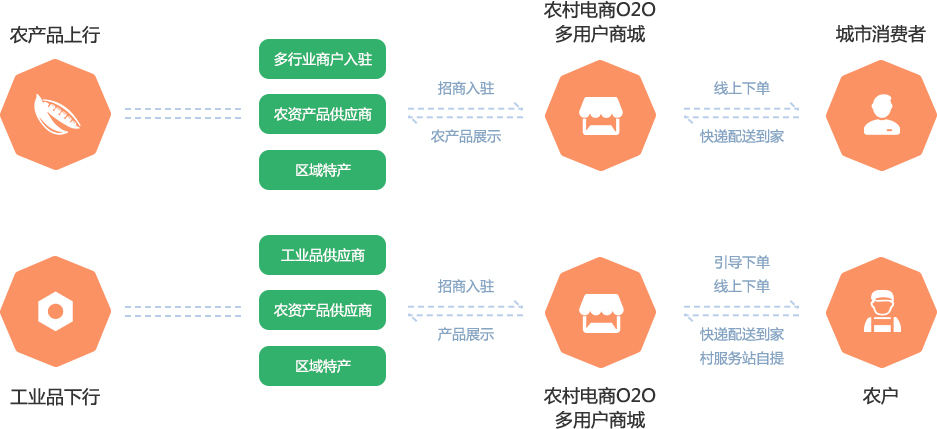 农产品上行
多行业商户入驻
农资产品供应商
区域特产
招商入驻
农产品展示
农村电商O2O
多用户商城
线上下单
快递配送到家
城市消费者
工业品下行
工业品供应商
农资产品供应商
区域特产
招商入驻
产品展示
农村电商O2O
多用户商城
引导下单
线上下单
快递配送到家
村服务站自提
农户